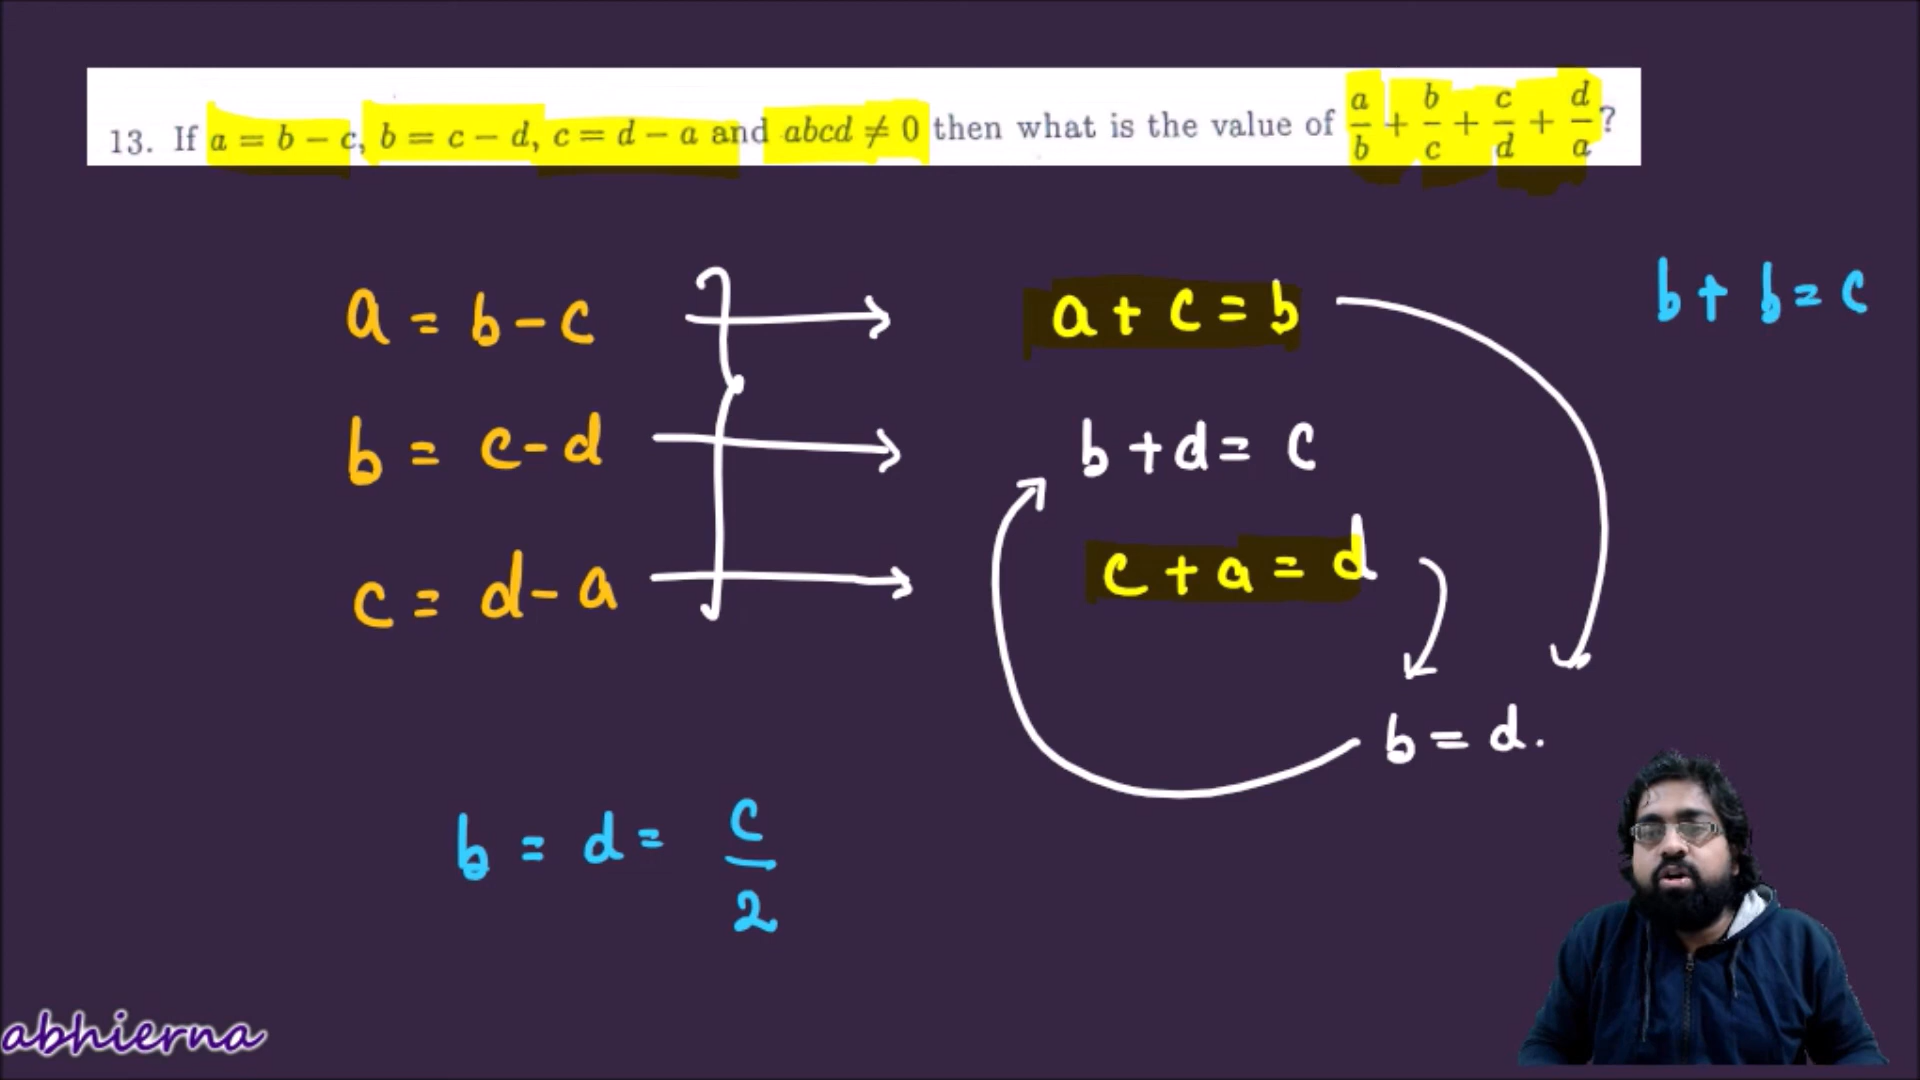 13. If a = b − c, b = c − d, c = d − a and abcd ≠ 0 then what is the value of a/b + b/c + c/d + d/a?
a = b - c
a + c = b
b + b = c
b = c - d
b + d = c
c = d - a
c + a = d
b = d.
b = d = c/2
abhierna